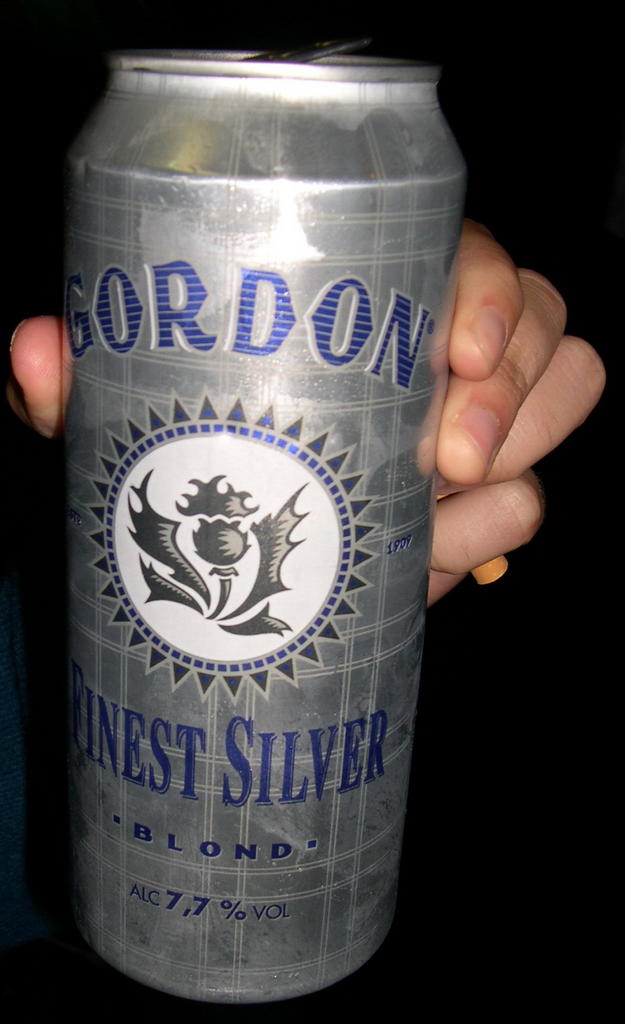 GORDON®
1909
FINEST SILVER
·BLOND·
ALC 7,7 % VOL